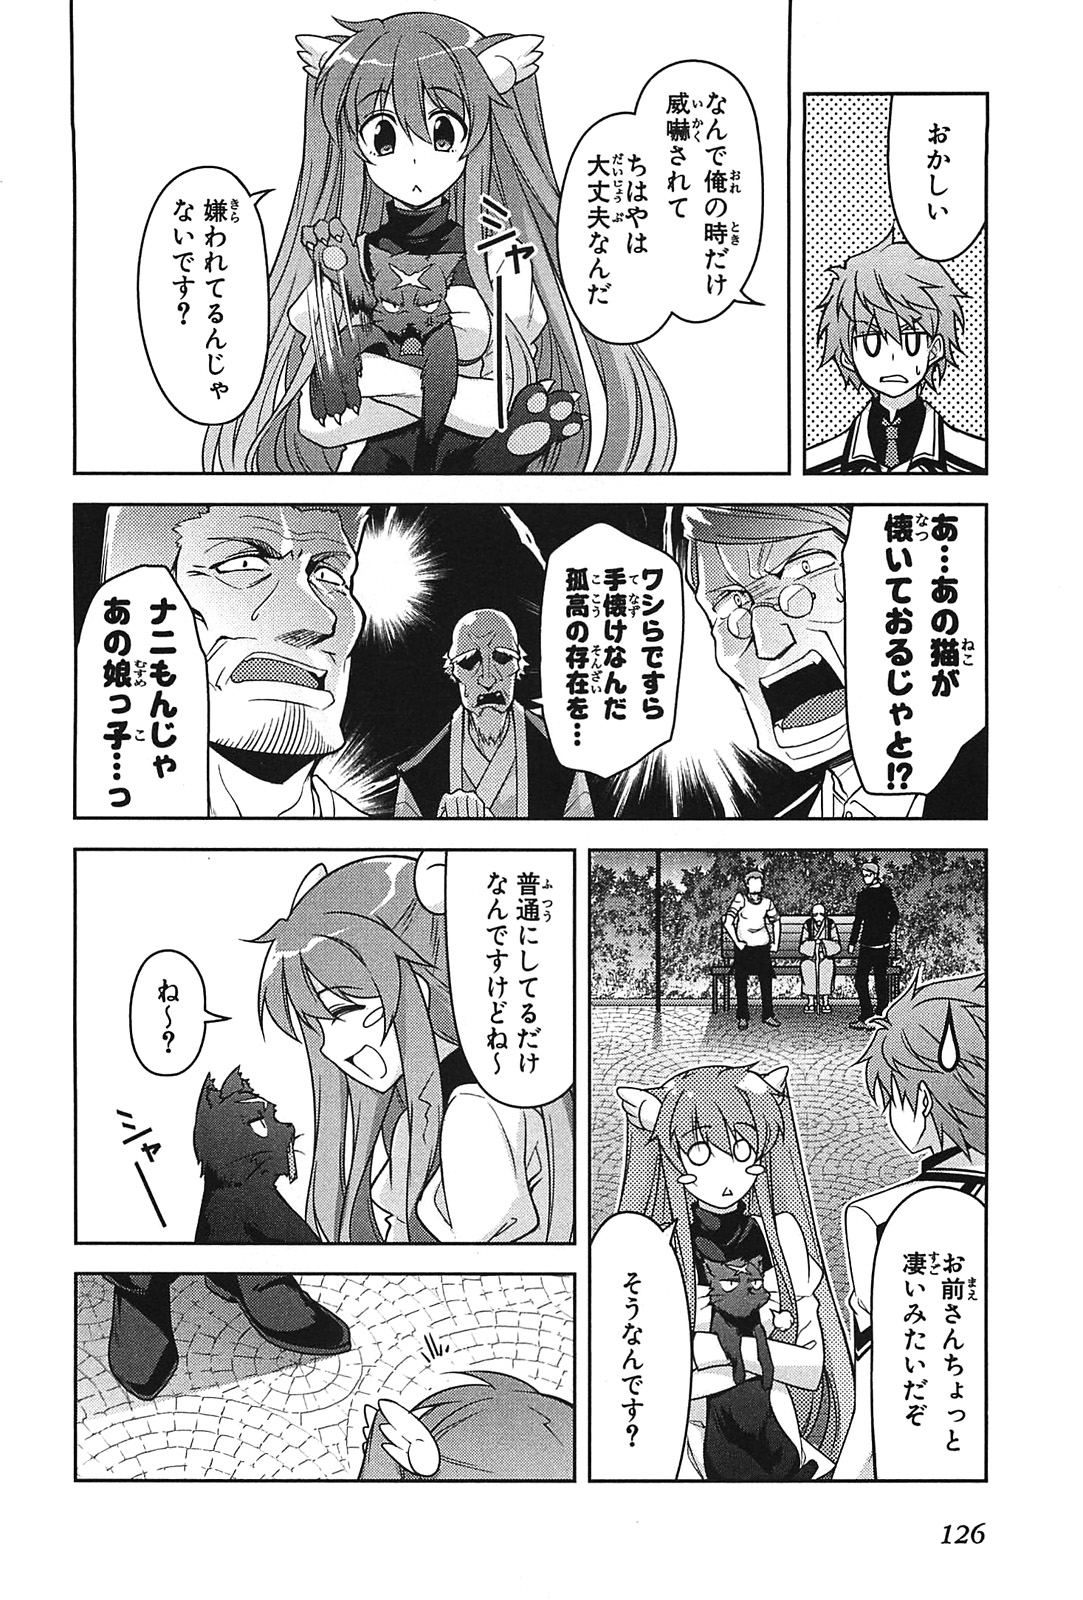 おかしい
なんで俺の時だけ
威嚇されて
ちはやは
大丈夫なんだ
ミシャ
嫌われてるんじゃ
ないです？
あ…あの猫が
懐いておるじゃと!?
ワシらですら
手懐けなんだ
孤高の存在を…
ナニもんじゃ
あの娘っ子…っ
お前さんちょっと
凄いみたいだぞ
そうなんです？
普通にしてるだけ
なんですけどね～
ね～？
シャー
126